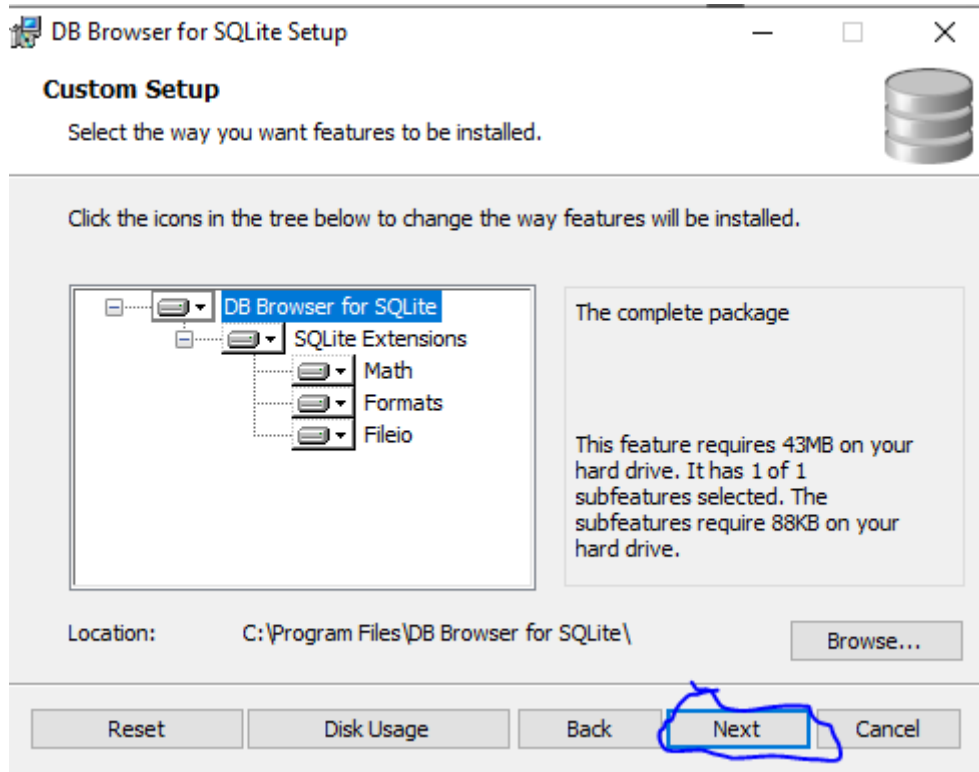 DB Browser for SQLite Setup
Custom Setup
Select the way you want features to be installed.
Click the icons in the tree below to change the way features will be installed.
DB Browser for SQLite
SQLite Extensions
Math
Formats
Fileio
The complete package
This feature requires 43MB on your
hard drive. It has 1 of 1
subfeatures selected. The
subfeatures require 88KB on your
hard drive.
Location: C:\Program Files\DB Browser for SQLite\
Browse...
Reset Disk Usage Back Next Cancel